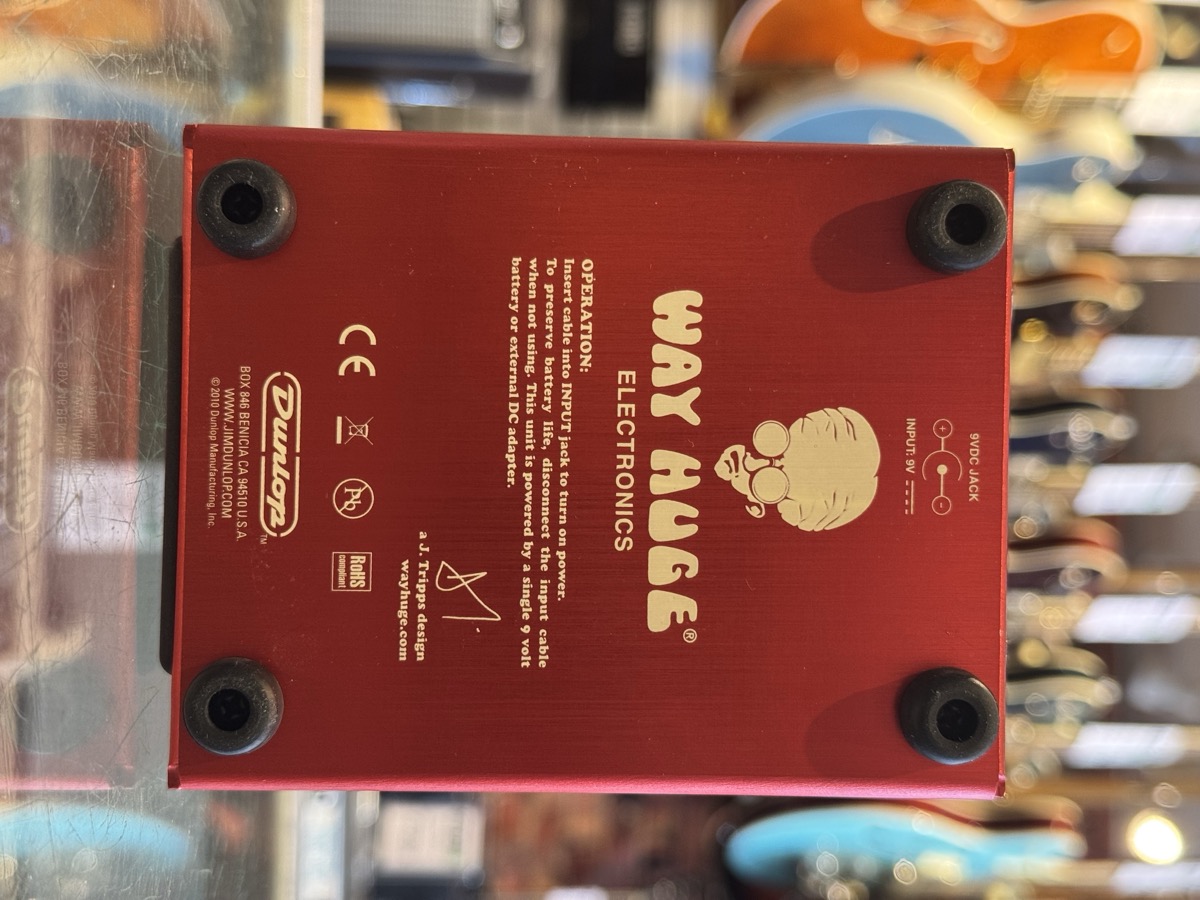 9VDC JACK
INPUT: 9V
WAY HUGE®
ELECTRONICS
OPERATION:
Insert cable into INPUT jack to turn on power.
To preserve battery life, disconnect the input cable
when not using. This unit is powered by a single 9 volt
battery or external DC adapter.
a J. Tripps design
wayhuge.com
CE
Pb
RoHS
compliant
Dunlop™
BOX 846 BENICIA CA 94510 U.S.A.
WWW.JIMDUNLOP.COM
© 2010 Dunlop Manufacturing, Inc.